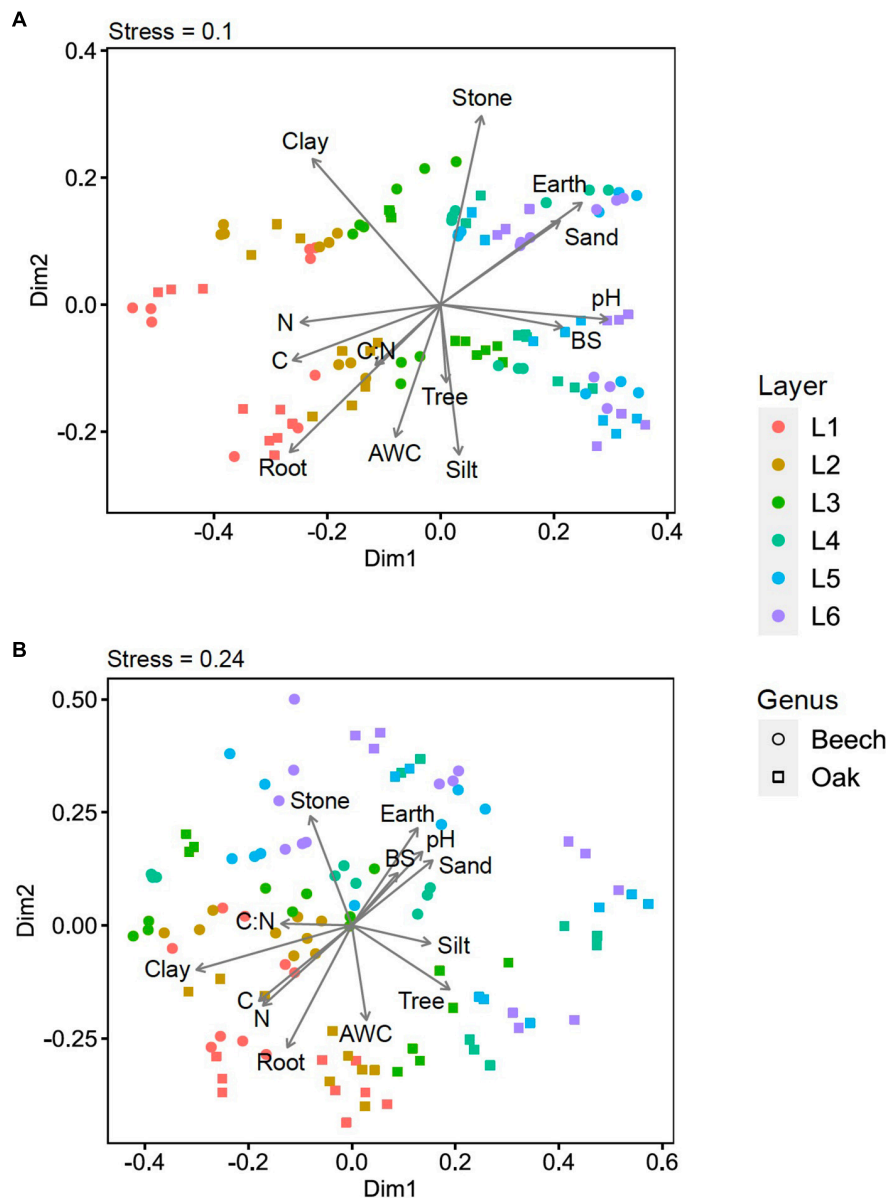 A
Stress = 0.1
0.4
0.2
0.0
-0.2
Dim2
Stone
Clay
Earth
Sand
pH
N
BS
C
C:N
Tree
AWC
Root
Silt
-0.4 -0.2 0.0 0.2 0.4
Dim1
Layer
L1
L2
L3
L4
L5
L6
B
Stress = 0.24
0.50
0.25
0.00
-0.25
Dim2
Stone
Earth
pH
BS
Sand
C:N
Silt
Clay
C
Tree
N
AWC
Root
-0.4 -0.2 0.0 0.2 0.4 0.6
Dim1
Genus
Beech
Oak